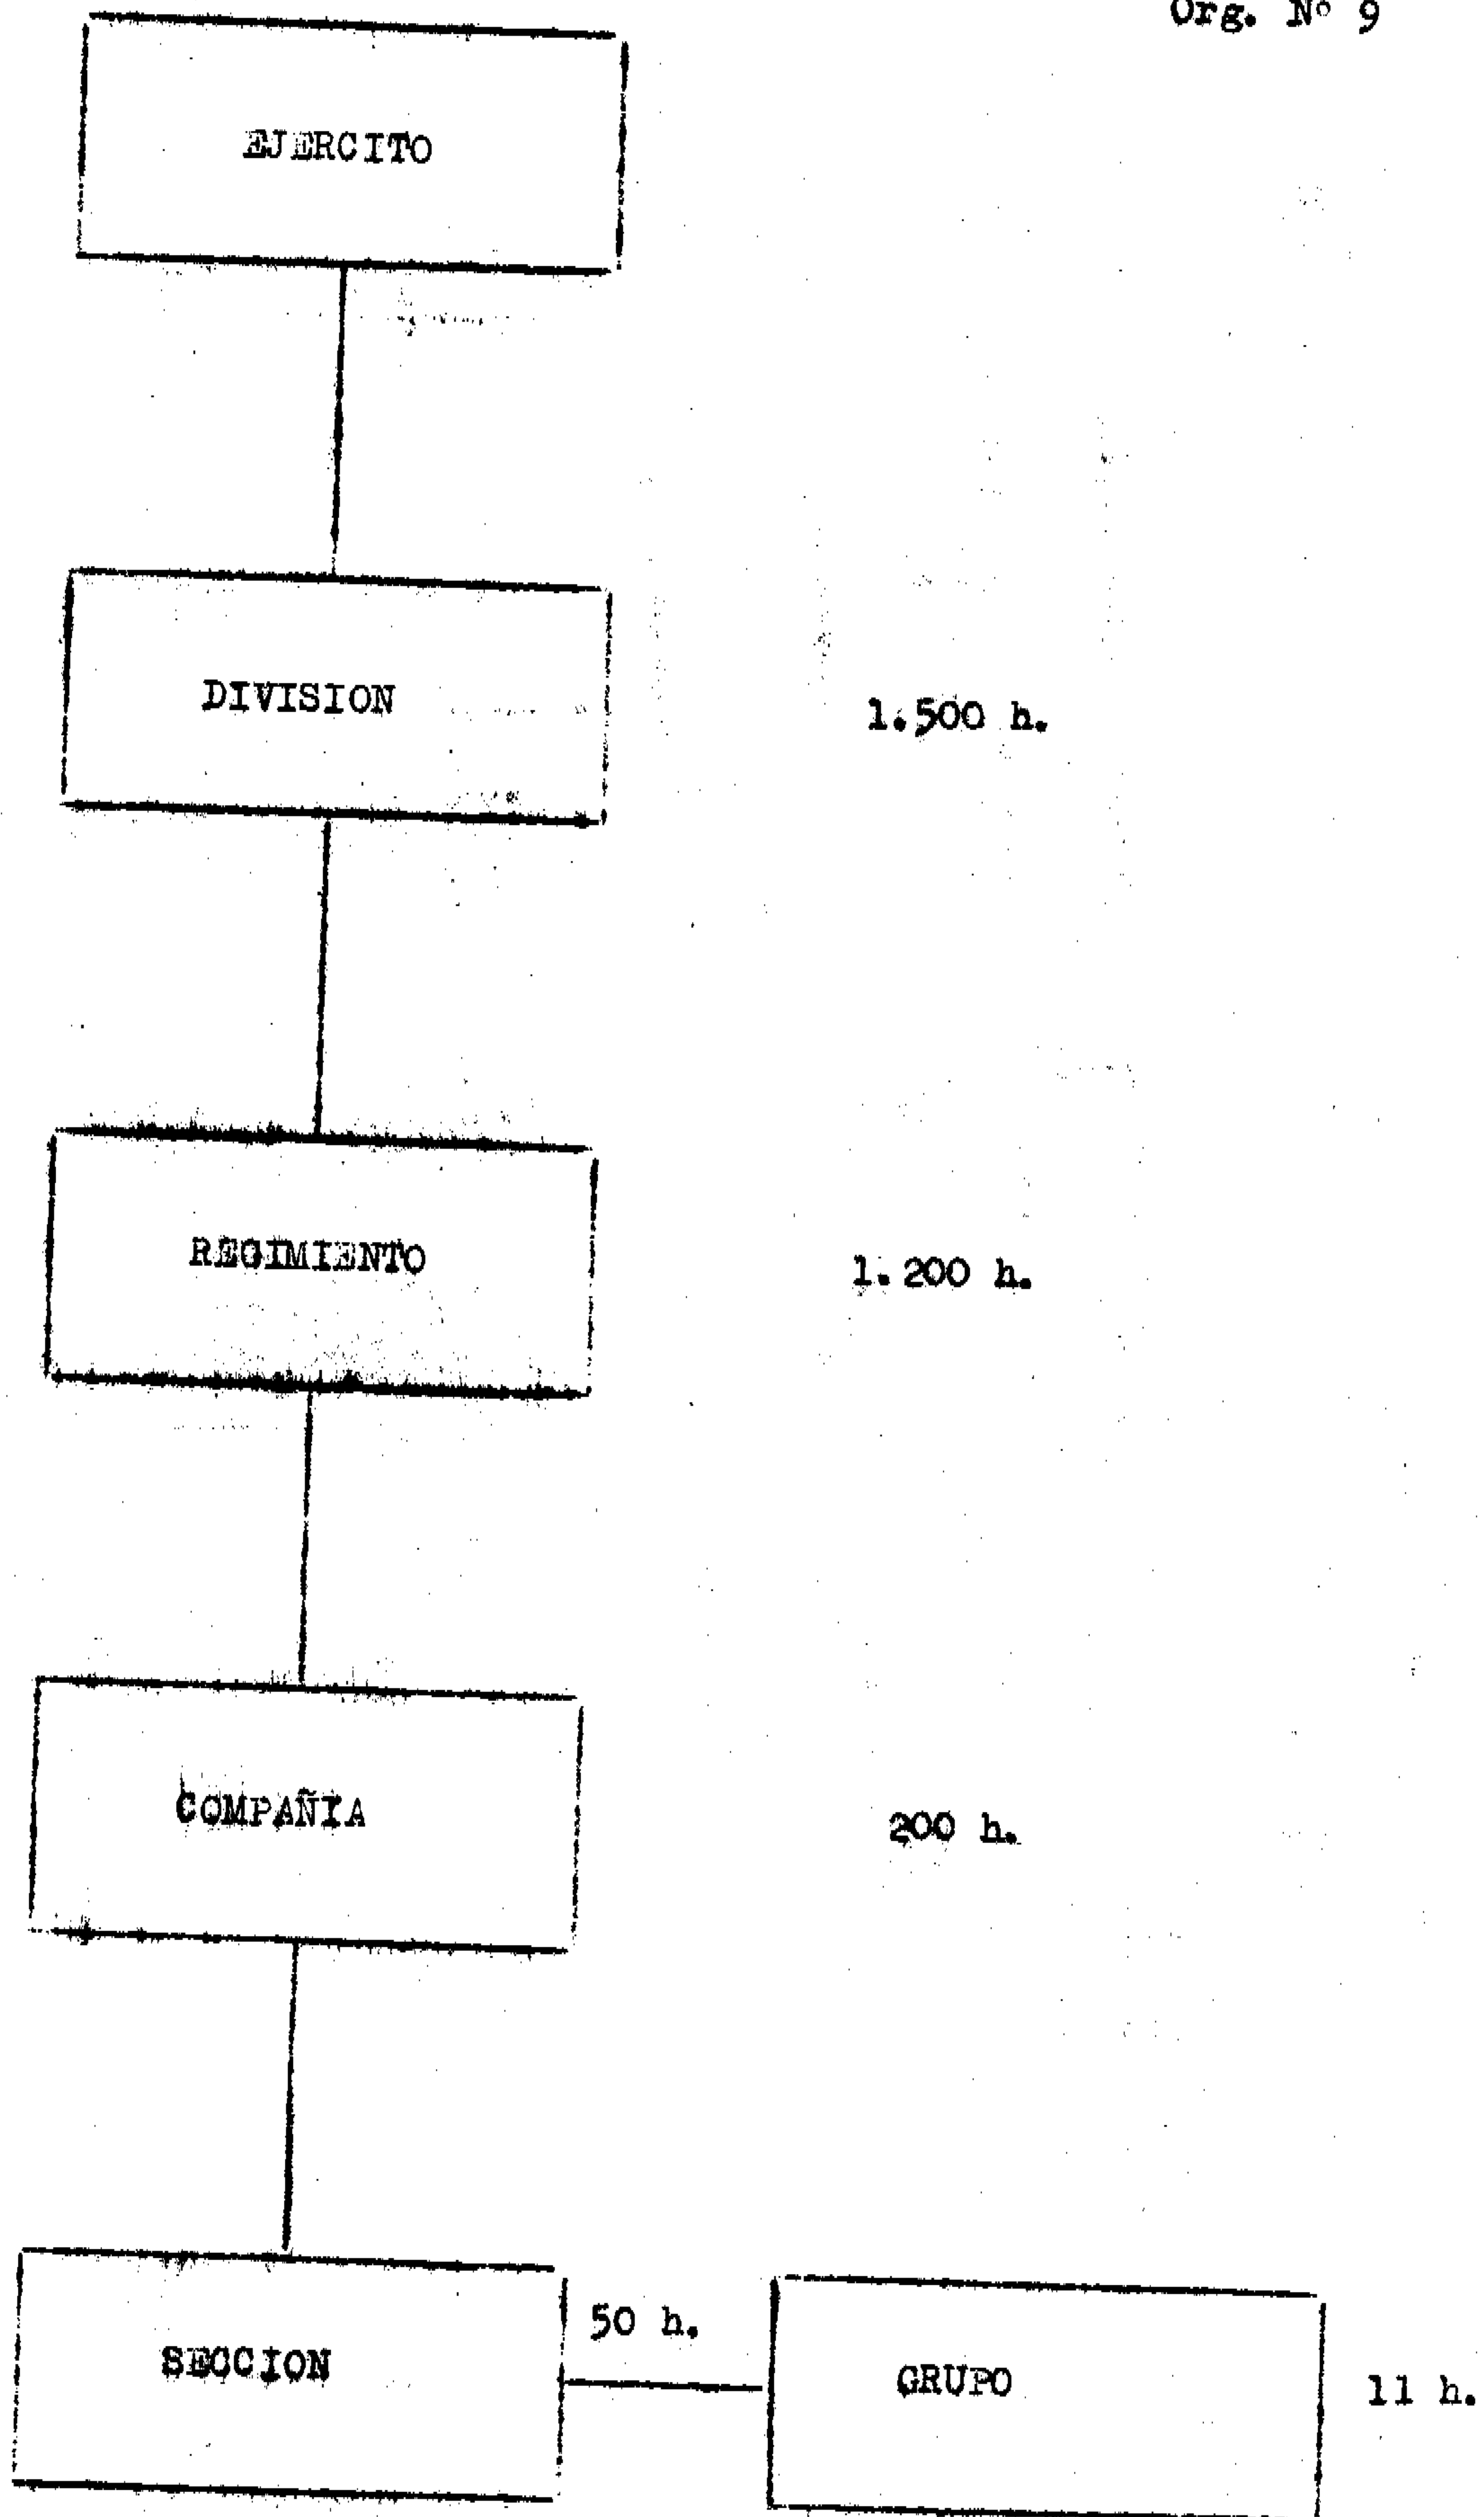 Org. Nº 9
EJERCITO
DIVISION
1.500 h.
REGIMIENTO
1.200 h.
COMPAÑIA
200 h.
SECCION
50 h.
GRUPO
11 h.